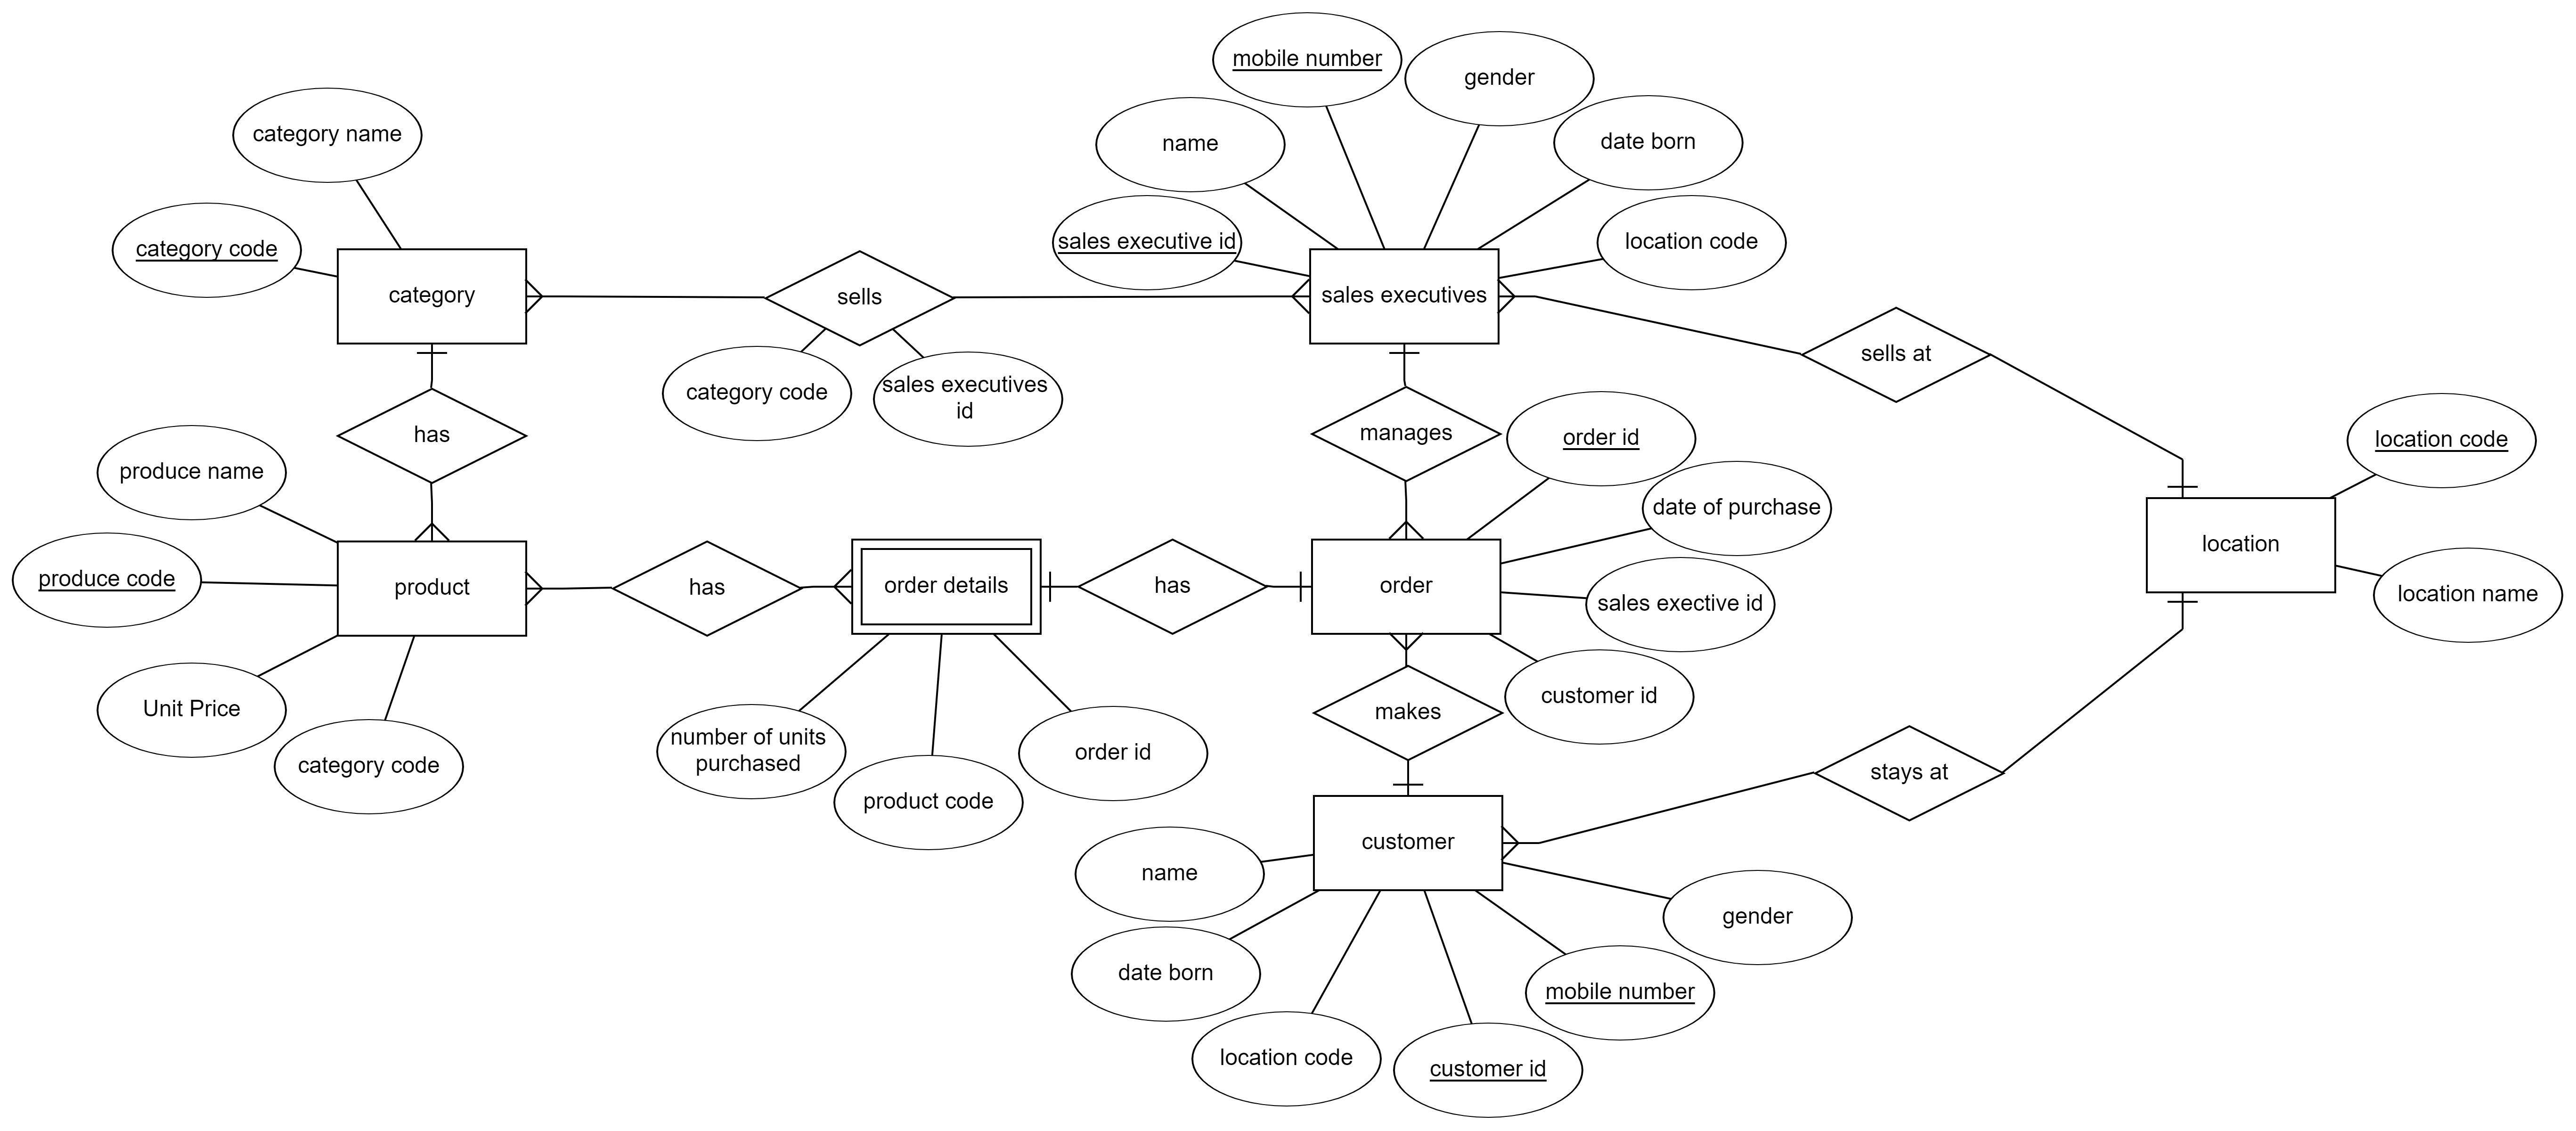 mobile number
gender
category name
name
date born
category code
sales executive id
location code
category
sells
sales executives
sells at
category code
sales executives
id
has
manages
order id
location code
produce name
date of purchase
location
produce code
product
has
order details
has
order
sales exective id
location name
Unit Price
category code
number of units
purchased
product code
order id
customer id
makes
stays at
customer
name
gender
date born
mobile number
location code
customer id